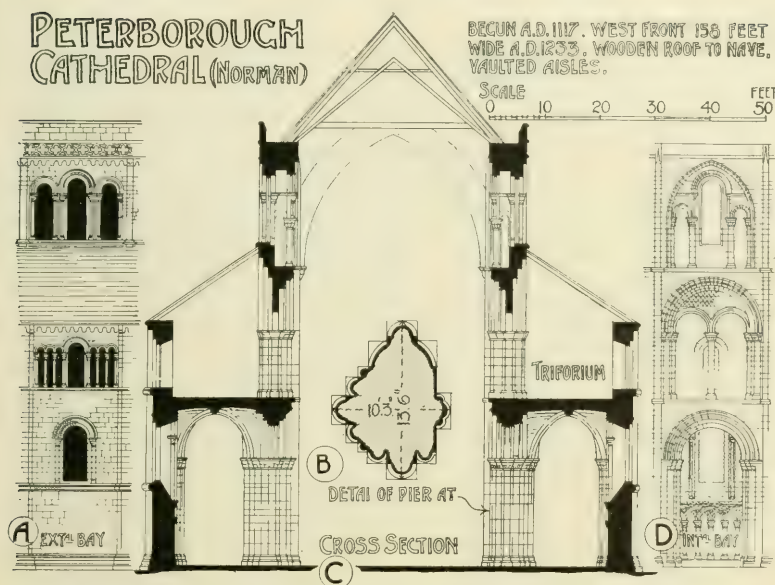 PETERBOROUGH
CATHEDRAL (NORMAN)
BEGUN A.D. 1117. WEST FRONT 158 FEET
WIDE A.D. 1233. WOODEN ROOF TO NAVE,
VAULTED AISLES.
SCALE FEET
0 10 20 30 40 50
TRIFORIUM
10'.3"
13'.6"
B
DETAIL OF PIER AT
A EXTL BAY
CROSS SECTION
C
D INTL BAY